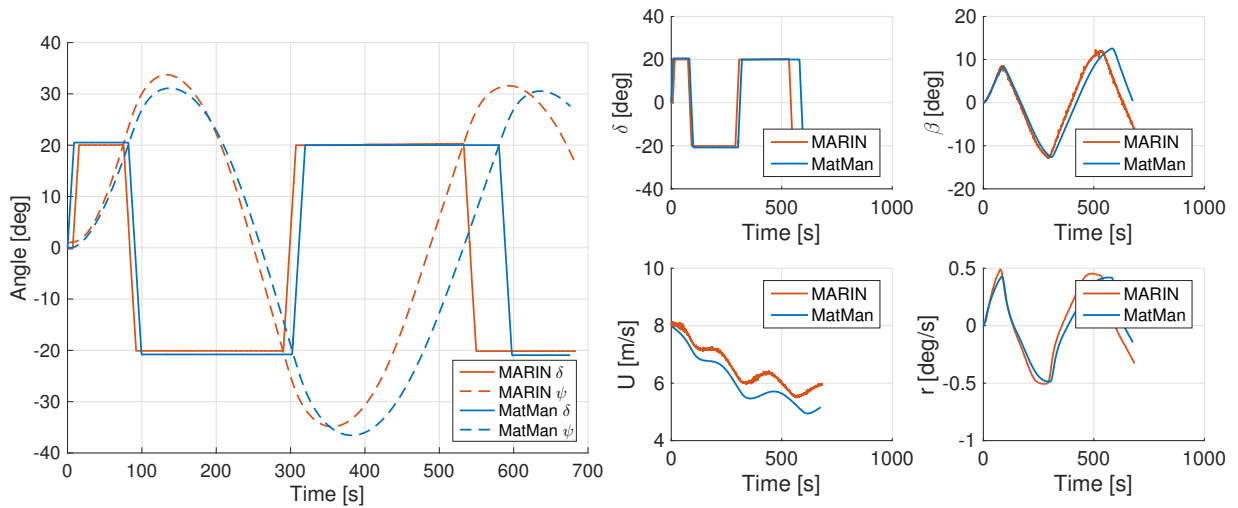 40
30
20
10
0
-10
-20
-30
-40
Angle [deg]
0
100
200
300
400
500
600
700
Time [s]
MARIN δ
MARIN ψ
MatMan δ
MatMan ψ
40
20
0
-20
-40
δ [deg]
0
500
1000
Time [s]
MARIN
MatMan
20
10
0
-10
-20
β [deg]
0
500
1000
Time [s]
MARIN
MatMan
10
8
6
4
U [m/s]
0
500
1000
Time [s]
MARIN
MatMan
0.5
0
-0.5
-1
r [deg/s]
0
500
1000
Time [s]
MARIN
MatMan